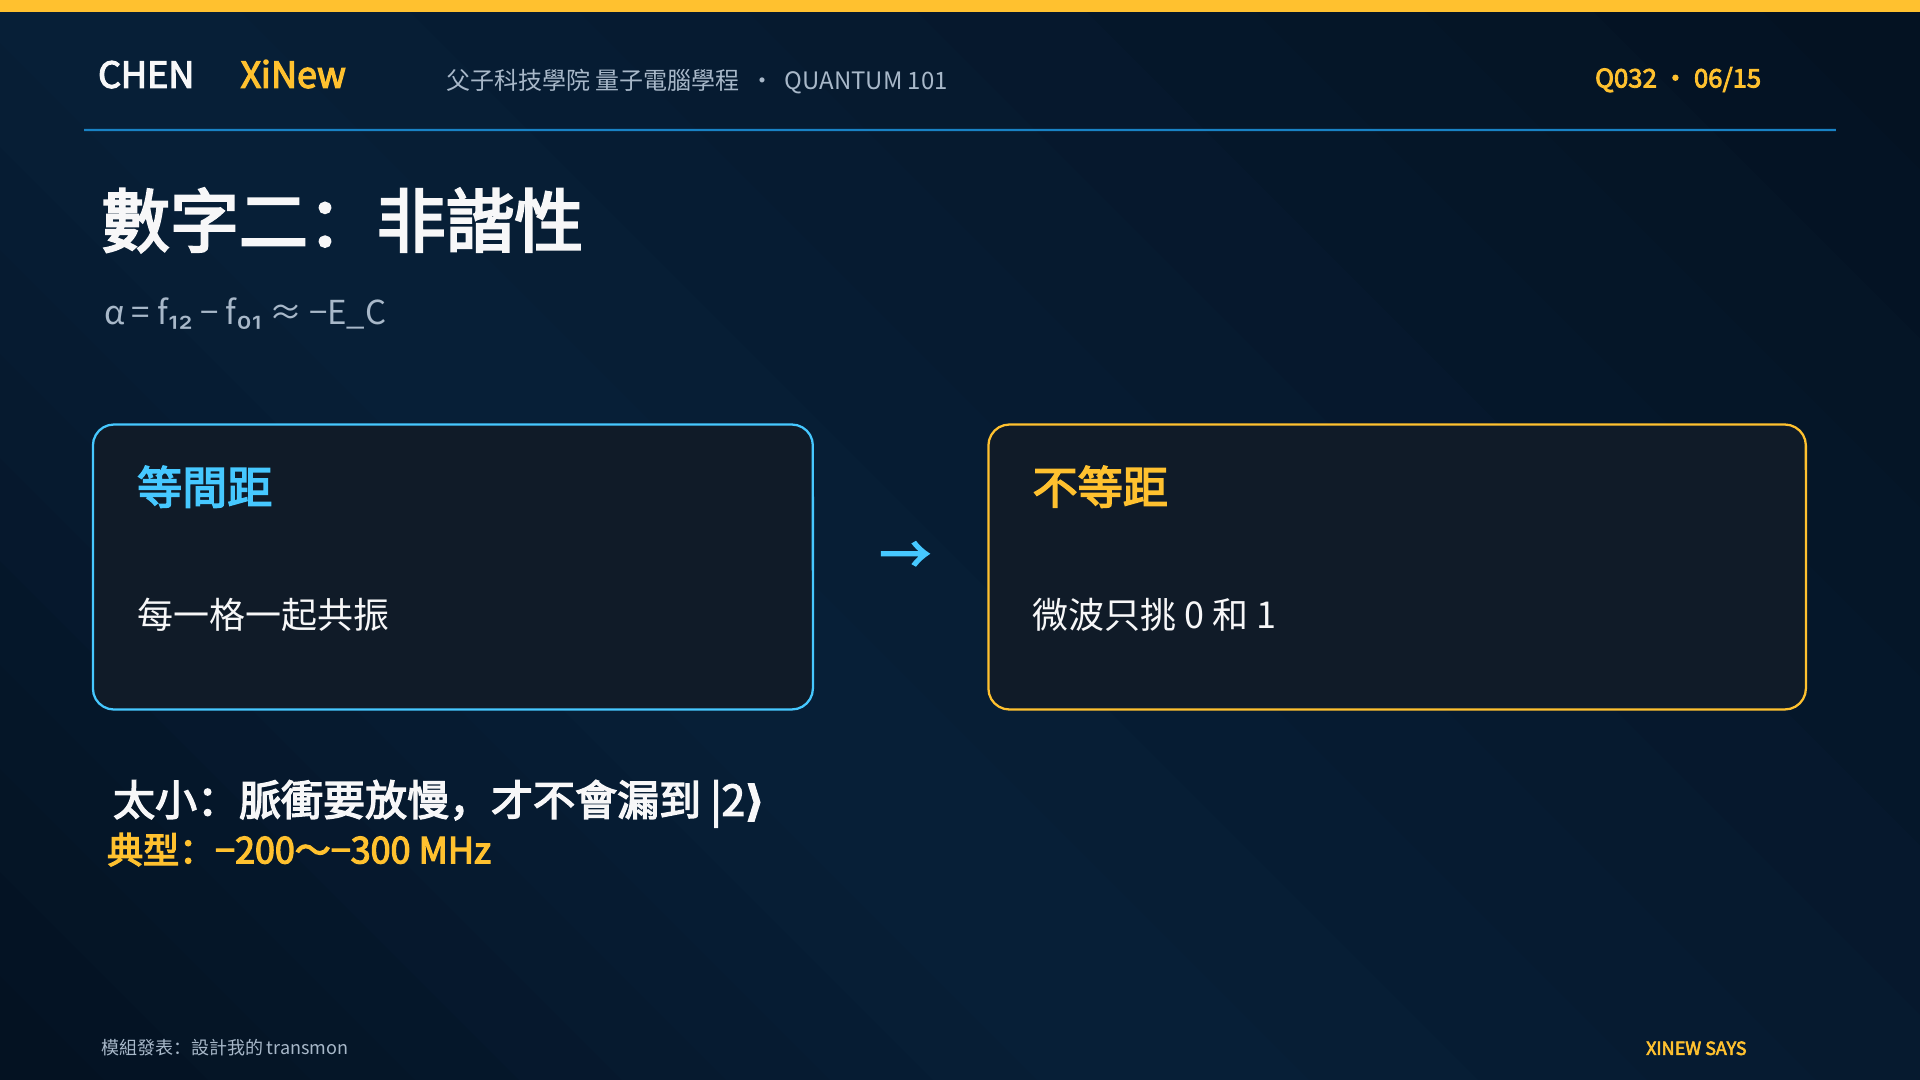 CHEN XiNew 父子科技學院 量子電腦學程 · QUANTUM 101 Q032 · 06/15
數字二：非諧性
α = f₁₂ − f₀₁ ≈ −E_C
等間距
每一格一起共振
→
不等距
微波只挑 0 和 1
太小：脈衝要放慢，才不會漏到 |2⟩
典型：−200～−300 MHz
模組發表：設計我的 transmon
XINEW SAYS